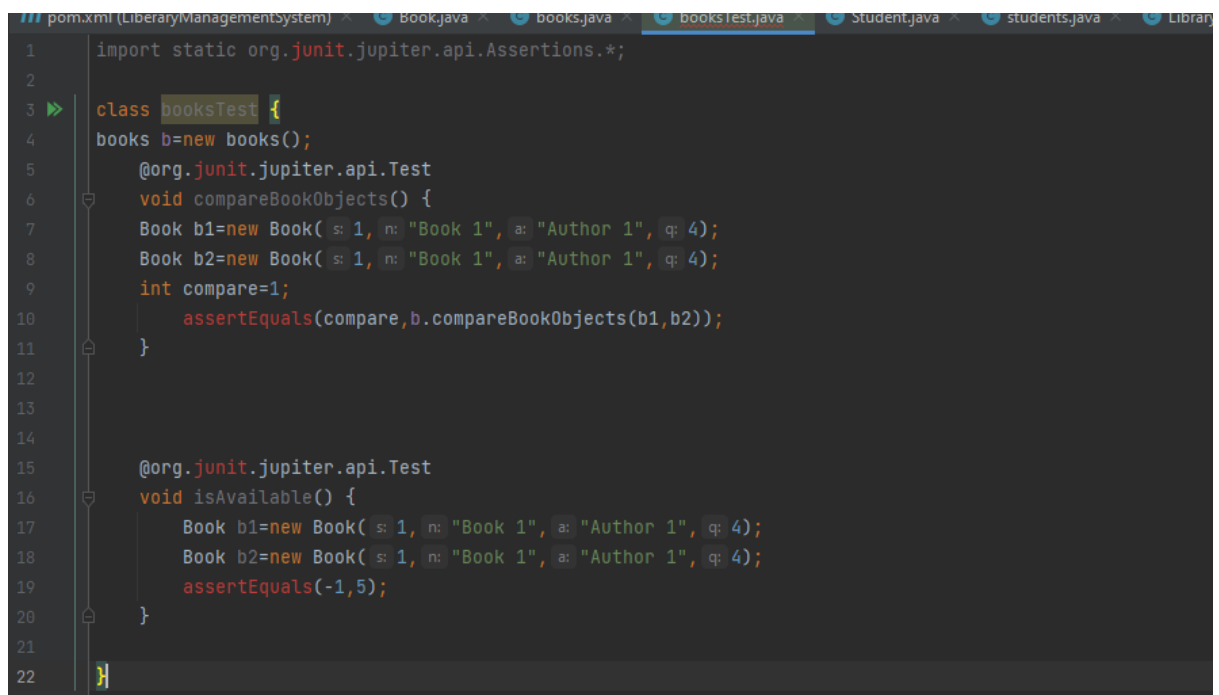 pom.xml (LiberaryManagementSystem) × Book.java × books.java × booksTest.java × Student.java × students.java × Library
1 import static org.junit.jupiter.api.Assertions.*;
2
3 class booksTest {
4 books b=new books();
5 @org.junit.jupiter.api.Test
6 void compareBookObjects() {
7 Book b1=new Book( s: 1, n: "Book 1", a: "Author 1", q: 4);
8 Book b2=new Book( s: 1, n: "Book 1", a: "Author 1", q: 4);
9 int compare=1;
10 assertEquals(compare,b.compareBookObjects(b1,b2));
11 }
12
13
14
15 @org.junit.jupiter.api.Test
16 void isAvailable() {
17 Book b1=new Book( s: 1, n: "Book 1", a: "Author 1", q: 4);
18 Book b2=new Book( s: 1, n: "Book 1", a: "Author 1", q: 4);
19 assertEquals(-1,5);
20 }
21
22 }